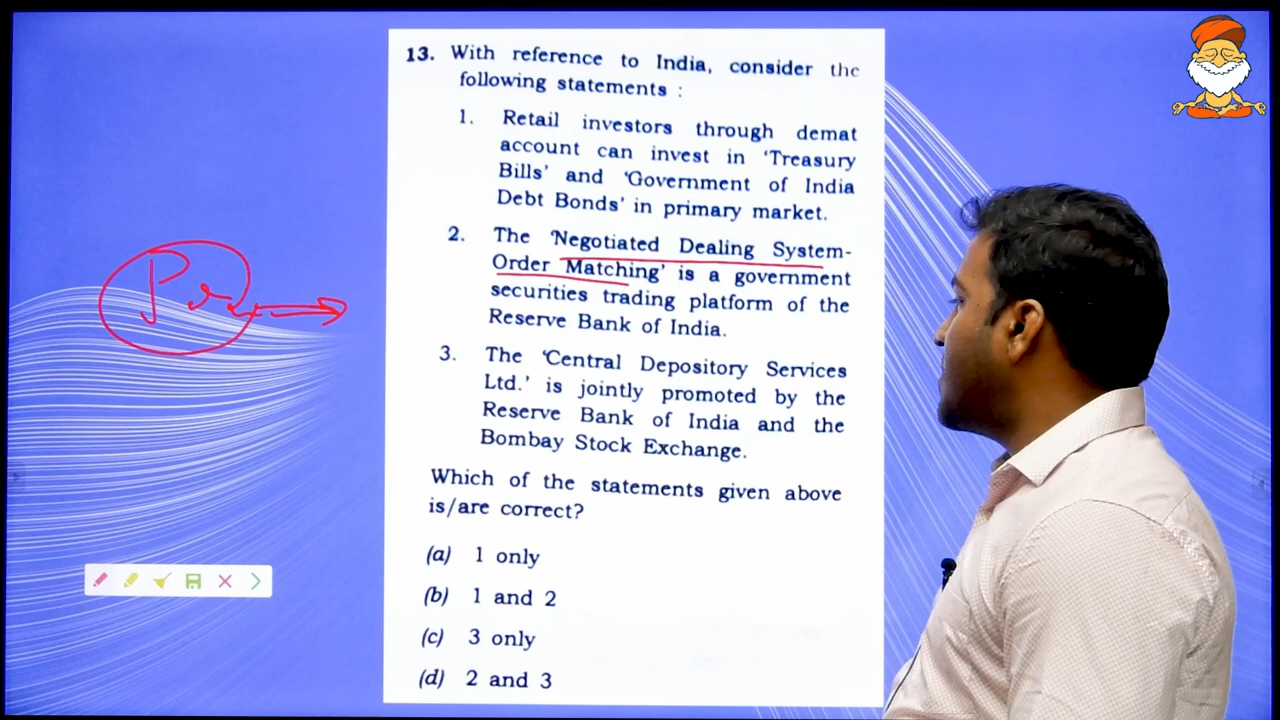 13. With reference to India, consider the
following statements :
1. Retail investors through demat
account can invest in 'Treasury
Bills' and 'Government of India
Debt Bonds' in primary market.
2. The 'Negotiated Dealing System-
Order Matching' is a government
securities trading platform of the
Reserve Bank of India.
3. The 'Central Depository Services
Ltd.' is jointly promoted by the
Reserve Bank of India and the
Bombay Stock Exchange.
Which of the statements given above
is/are correct?
(a) 1 only
(b) 1 and 2
(c) 3 only
(d) 2 and 3